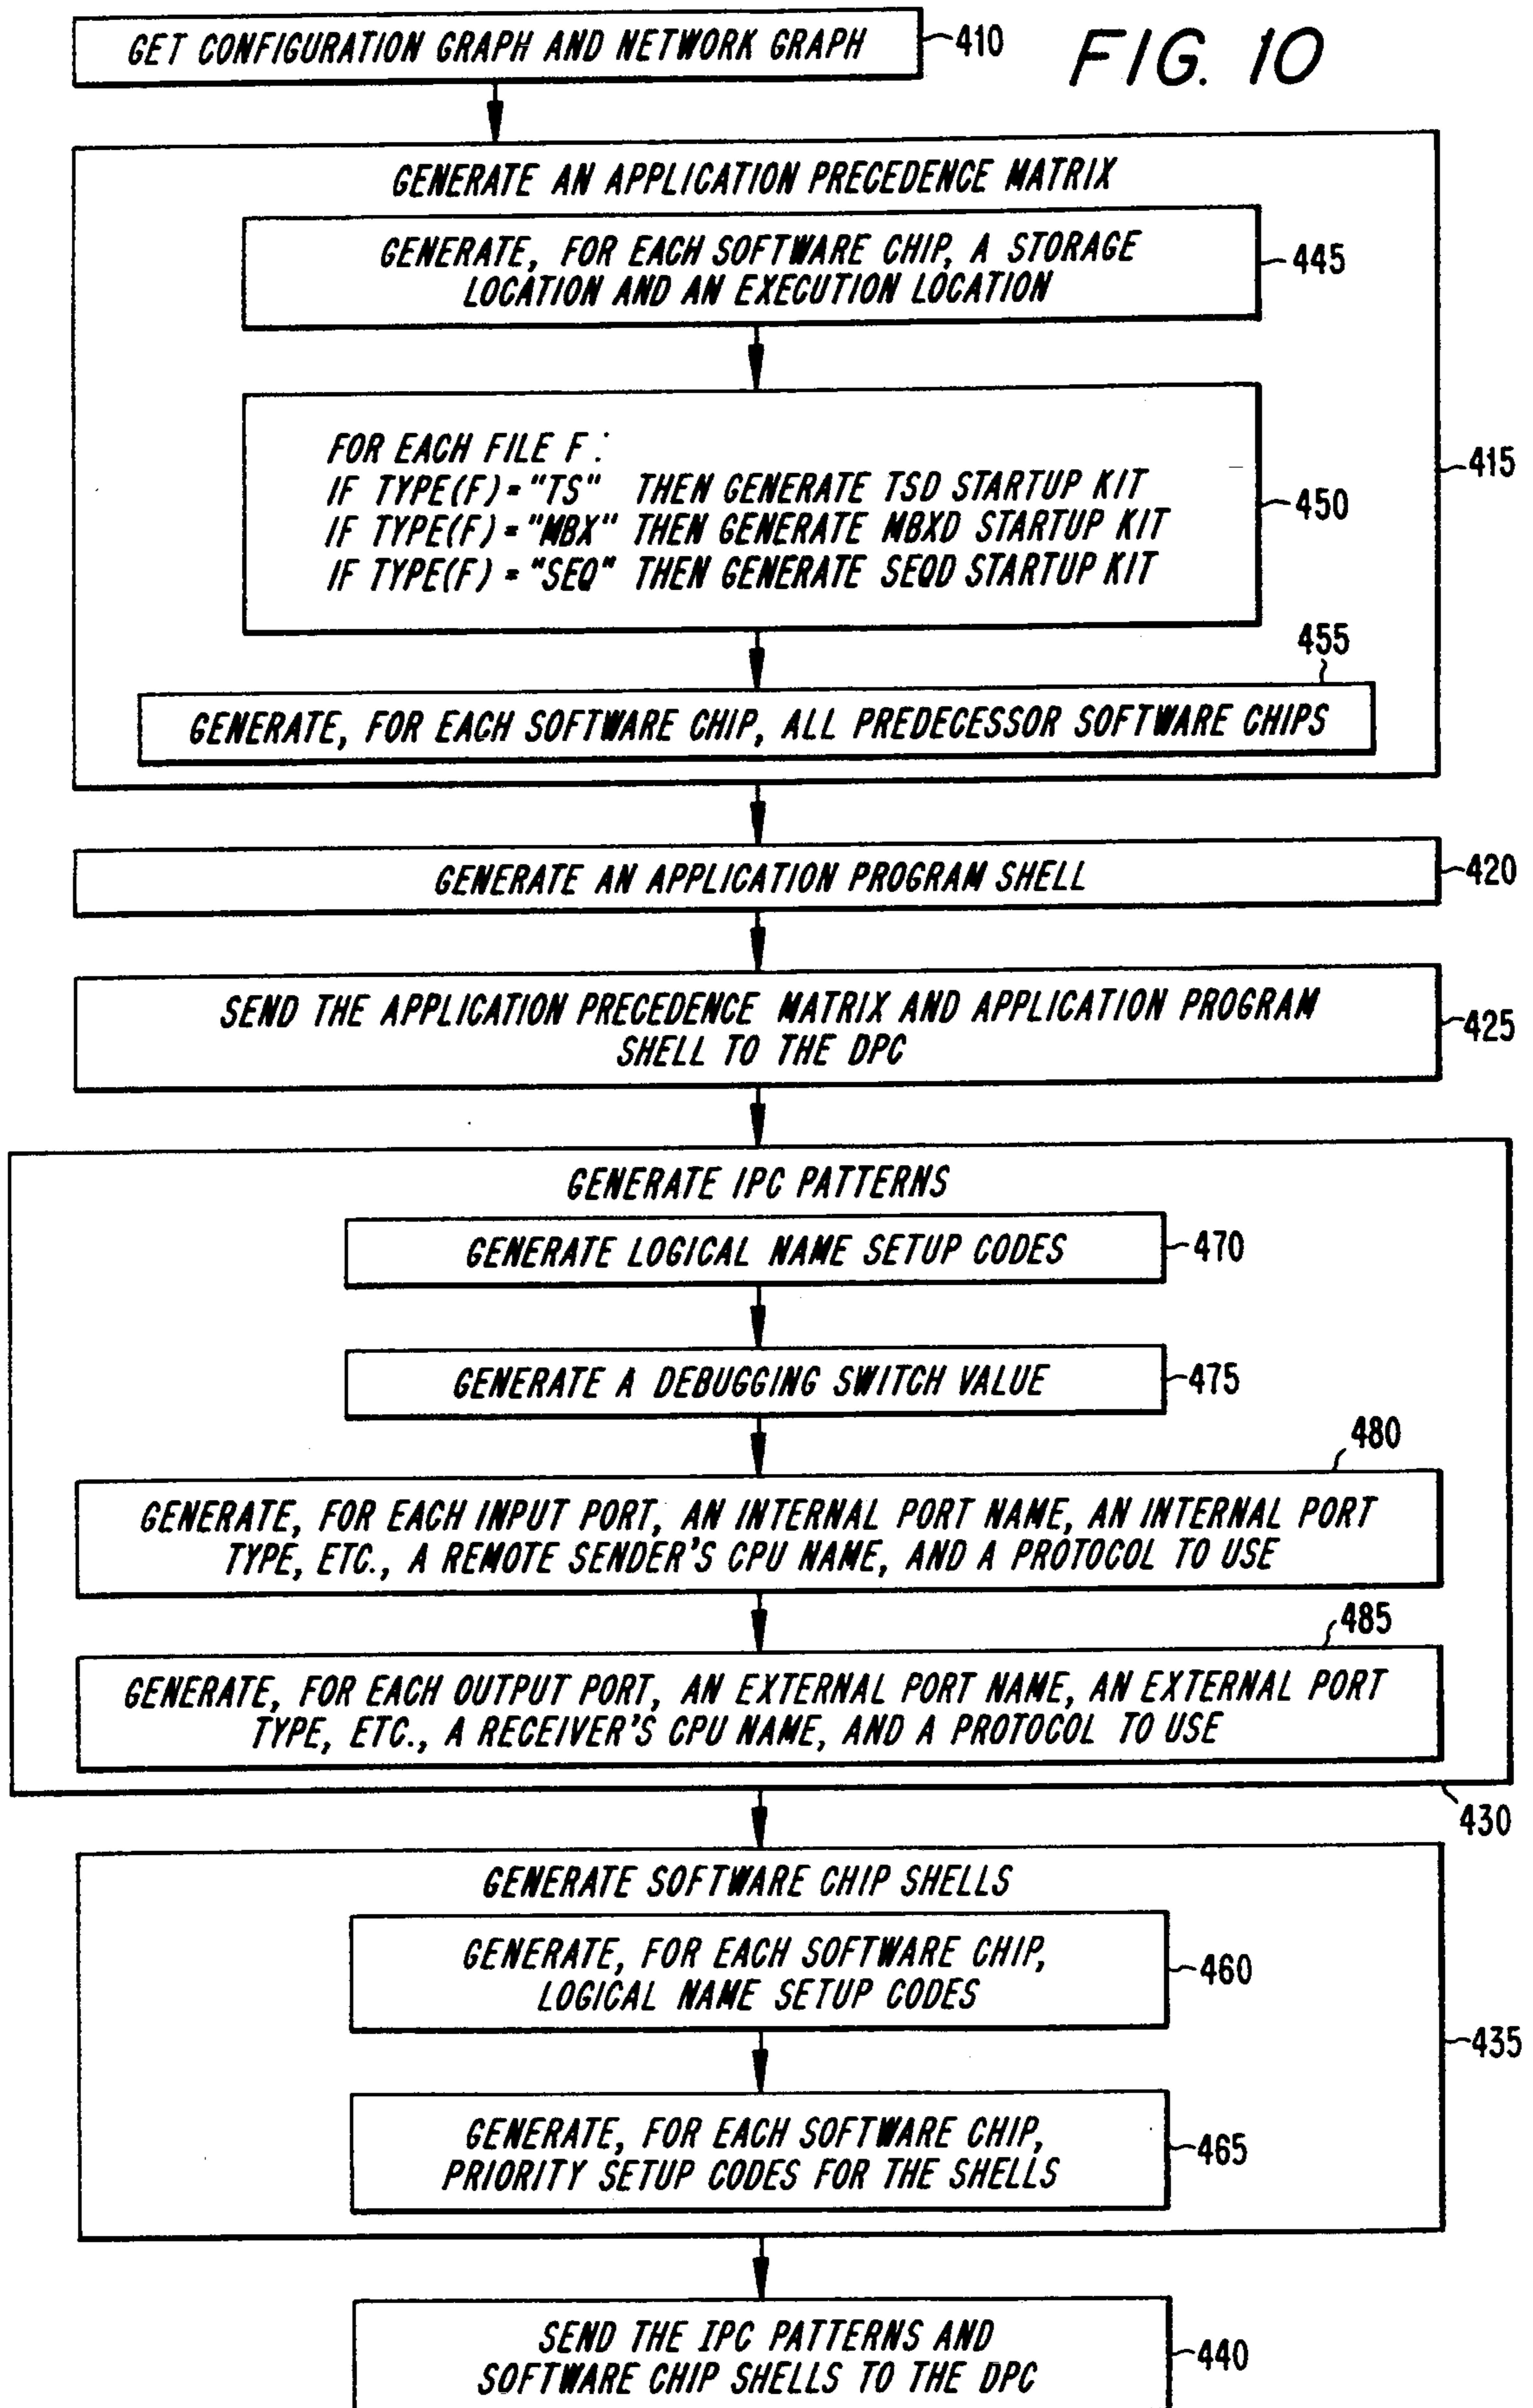 GET CONFIGURATION GRAPH AND NETWORK GRAPH
410
FIG. 10
GENERATE AN APPLICATION PRECEDENCE MATRIX
GENERATE, FOR EACH SOFTWARE CHIP, A STORAGE
LOCATION AND AN EXECUTION LOCATION
445
FOR EACH FILE F:
IF TYPE(F)="TS" THEN GENERATE TSD STARTUP KIT
IF TYPE(F)="MBX" THEN GENERATE MBXD STARTUP KIT
IF TYPE(F)="SEQ" THEN GENERATE SEQD STARTUP KIT
450
415
455
GENERATE, FOR EACH SOFTWARE CHIP, ALL PREDECESSOR SOFTWARE CHIPS
GENERATE AN APPLICATION PROGRAM SHELL
420
SEND THE APPLICATION PRECEDENCE MATRIX AND APPLICATION PROGRAM
SHELL TO THE DPC
425
GENERATE IPC PATTERNS
GENERATE LOGICAL NAME SETUP CODES
470
GENERATE A DEBUGGING SWITCH VALUE
475
480
GENERATE, FOR EACH INPUT PORT, AN INTERNAL PORT NAME, AN INTERNAL PORT
TYPE, ETC., A REMOTE SENDER'S CPU NAME, AND A PROTOCOL TO USE
485
GENERATE, FOR EACH OUTPUT PORT, AN EXTERNAL PORT NAME, AN EXTERNAL PORT
TYPE, ETC., A RECEIVER'S CPU NAME, AND A PROTOCOL TO USE
430
GENERATE SOFTWARE CHIP SHELLS
GENERATE, FOR EACH SOFTWARE CHIP,
LOGICAL NAME SETUP CODES
460
435
GENERATE, FOR EACH SOFTWARE CHIP,
PRIORITY SETUP CODES FOR THE SHELLS
465
SEND THE IPC PATTERNS AND
SOFTWARE CHIP SHELLS TO THE DPC
440